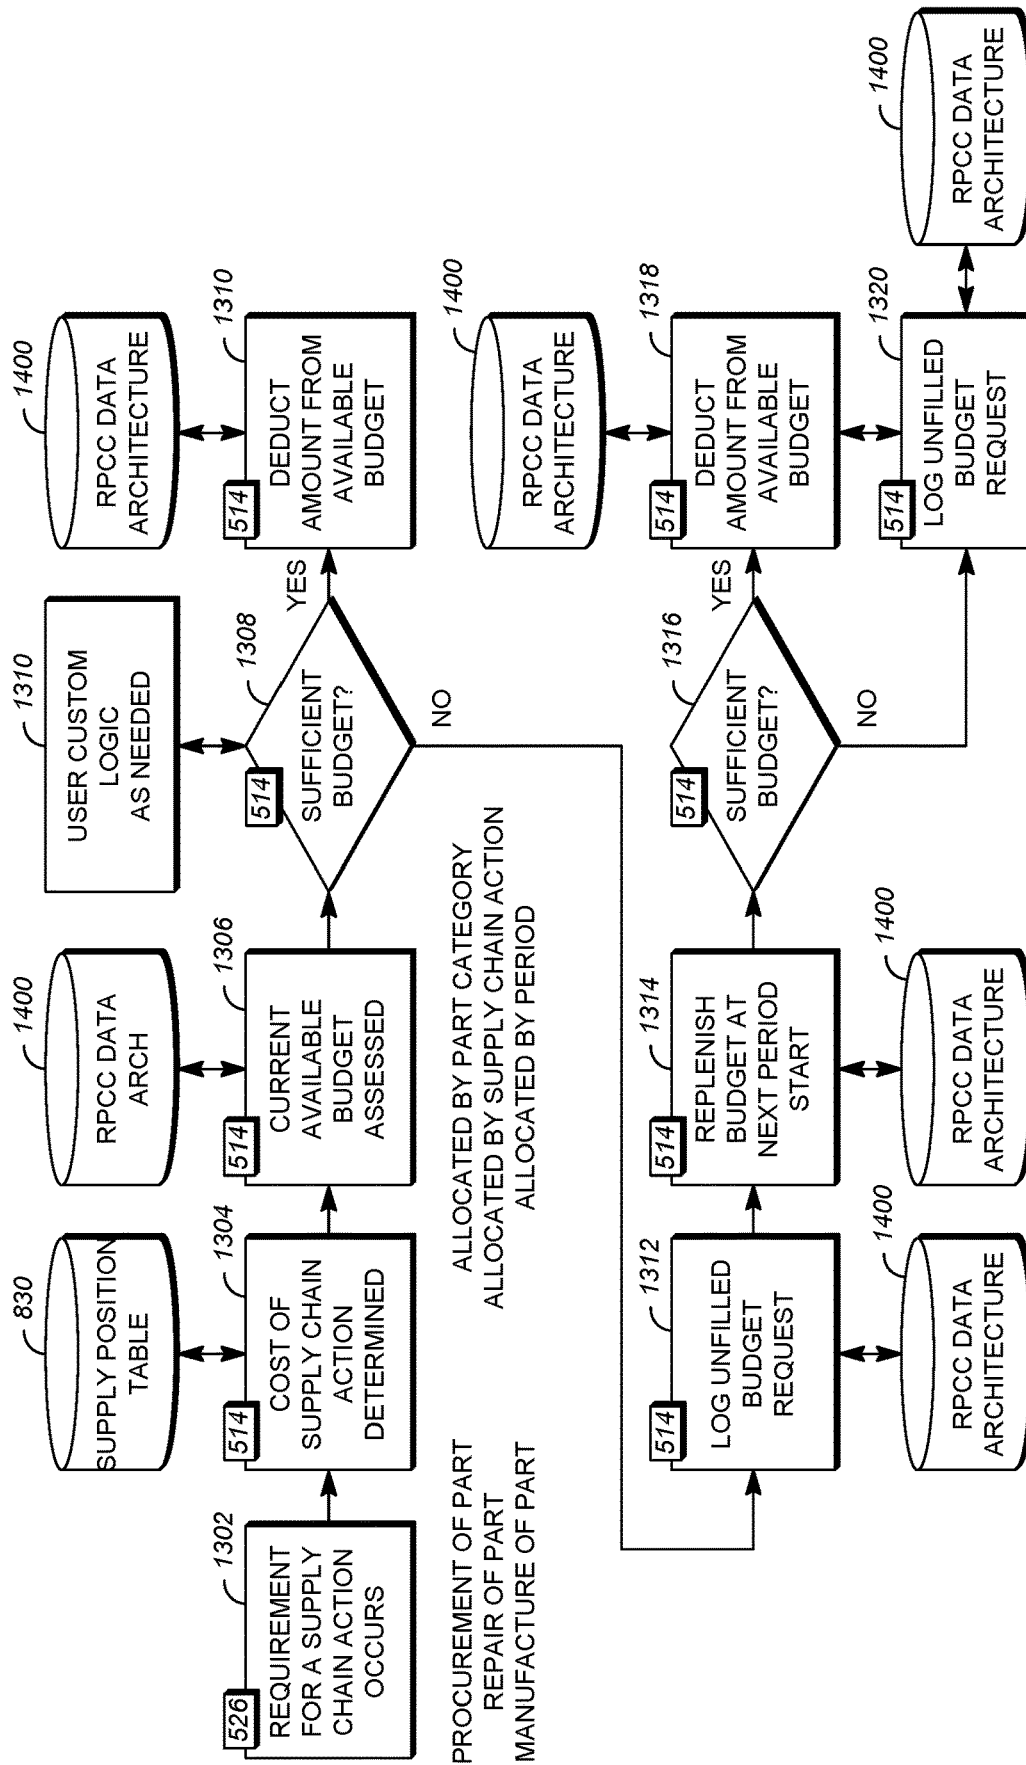 830
SUPPLY POSITION
TABLE
1400
RPCC DATA
ARCH
1310
USER CUSTOM
LOGIC
AS NEEDED
1400
RPCC DATA
ARCHITECTURE
1302
526
REQUIREMENT
FOR A SUPPLY
CHAIN ACTION
OCCURS
1304
514
COST OF
SUPPLY CHAIN
ACTION
DETERMINED
1306
514
CURRENT
AVAILABLE
BUDGET
ASSESSED
1308
514
SUFFICIENT
BUDGET?
YES
NO
1310
514
DEDUCT
AMOUNT FROM
AVAILABLE
BUDGET
PROCUREMENT OF PART
REPAIR OF PART
MANUFACTURE OF PART
ALLOCATED BY PART CATEGORY
ALLOCATED BY SUPPLY CHAIN ACTION
ALLOCATED BY PERIOD
1400
RPCC DATA
ARCHITECTURE
1312
514
LOG UNFILLED
BUDGET
REQUEST
1314
514
REPLENISH
BUDGET AT
NEXT PERIOD
START
1316
514
SUFFICIENT
BUDGET?
YES
NO
1318
514
DEDUCT
AMOUNT FROM
AVAILABLE
BUDGET
1400
RPCC DATA
ARCHITECTURE
1400
RPCC DATA
ARCHITECTURE
1320
514
LOG UNFILLED
BUDGET
REQUEST
1400
RPCC DATA
ARCHITECTURE